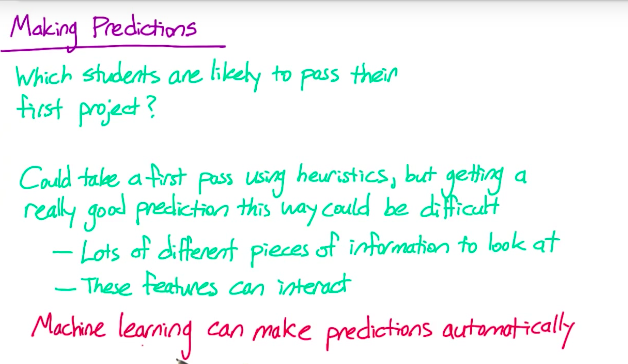 Making Predictions
Which students are likely to pass their
first project?
Could take a first pass using heuristics, but getting a
really good prediction this way could be difficult
- Lots of different pieces of information to look at
- These features can interact
Machine learning can make predictions automatically